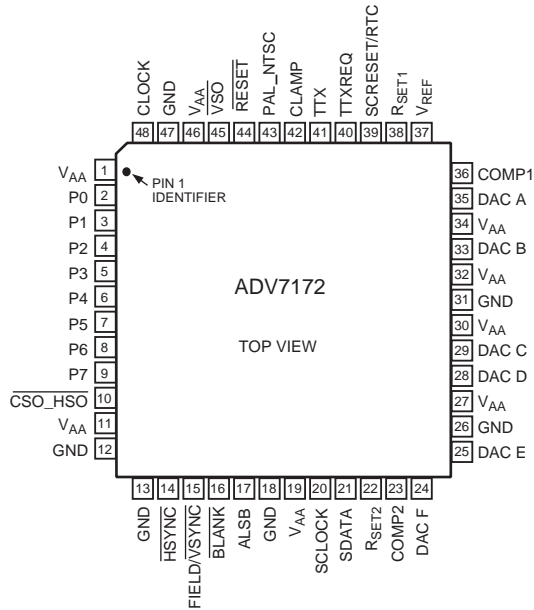 CLOCK
GND
VAA
VSO
RESET
PAL_NTSC
CLAMP
TTX
TTXREQ
SCRESET/RTC
RSET1
VREF
48 47 46 45 44 43 42 41 40 39 38 37
VAA 1
P0 2
P1 3
P2 4
P3 5
P4 6
P5 7
P6 8
P7 9
CSO_HSO 10
VAA 11
GND 12
PIN 1
IDENTIFIER
ADV7172
TOP VIEW
36 COMP1
35 DAC A
34 VAA
33 DAC B
32 VAA
31 GND
30 VAA
29 DAC C
28 DAC D
27 VAA
26 GND
25 DAC E
13 14 15 16 17 18 19 20 21 22 23 24
GND
HSYNC
FIELD/VSYNC
BLANK
ALSB
GND
VAA
SCLOCK
SDATA
RSET2
COMP2
DAC F